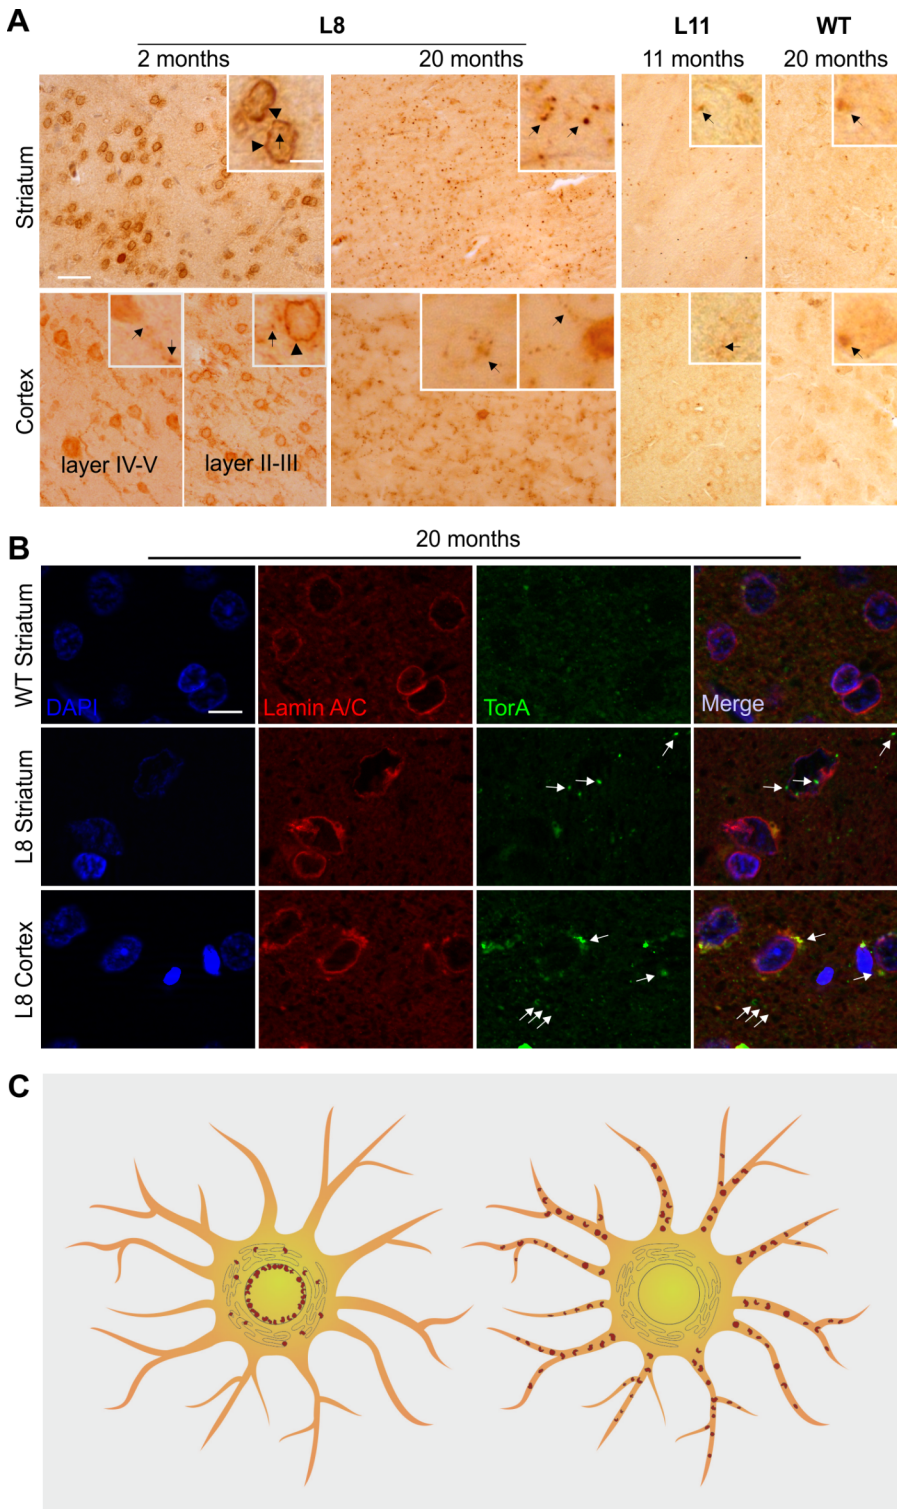 A
L8
L11
WT
2 months
20 months
11 months
20 months
Striatum
Cortex
layer IV-V
layer II-III
B
20 months
WT Striatum
DAPI
Lamin A/C
TorA
Merge
L8 Striatum
L8 Cortex
C